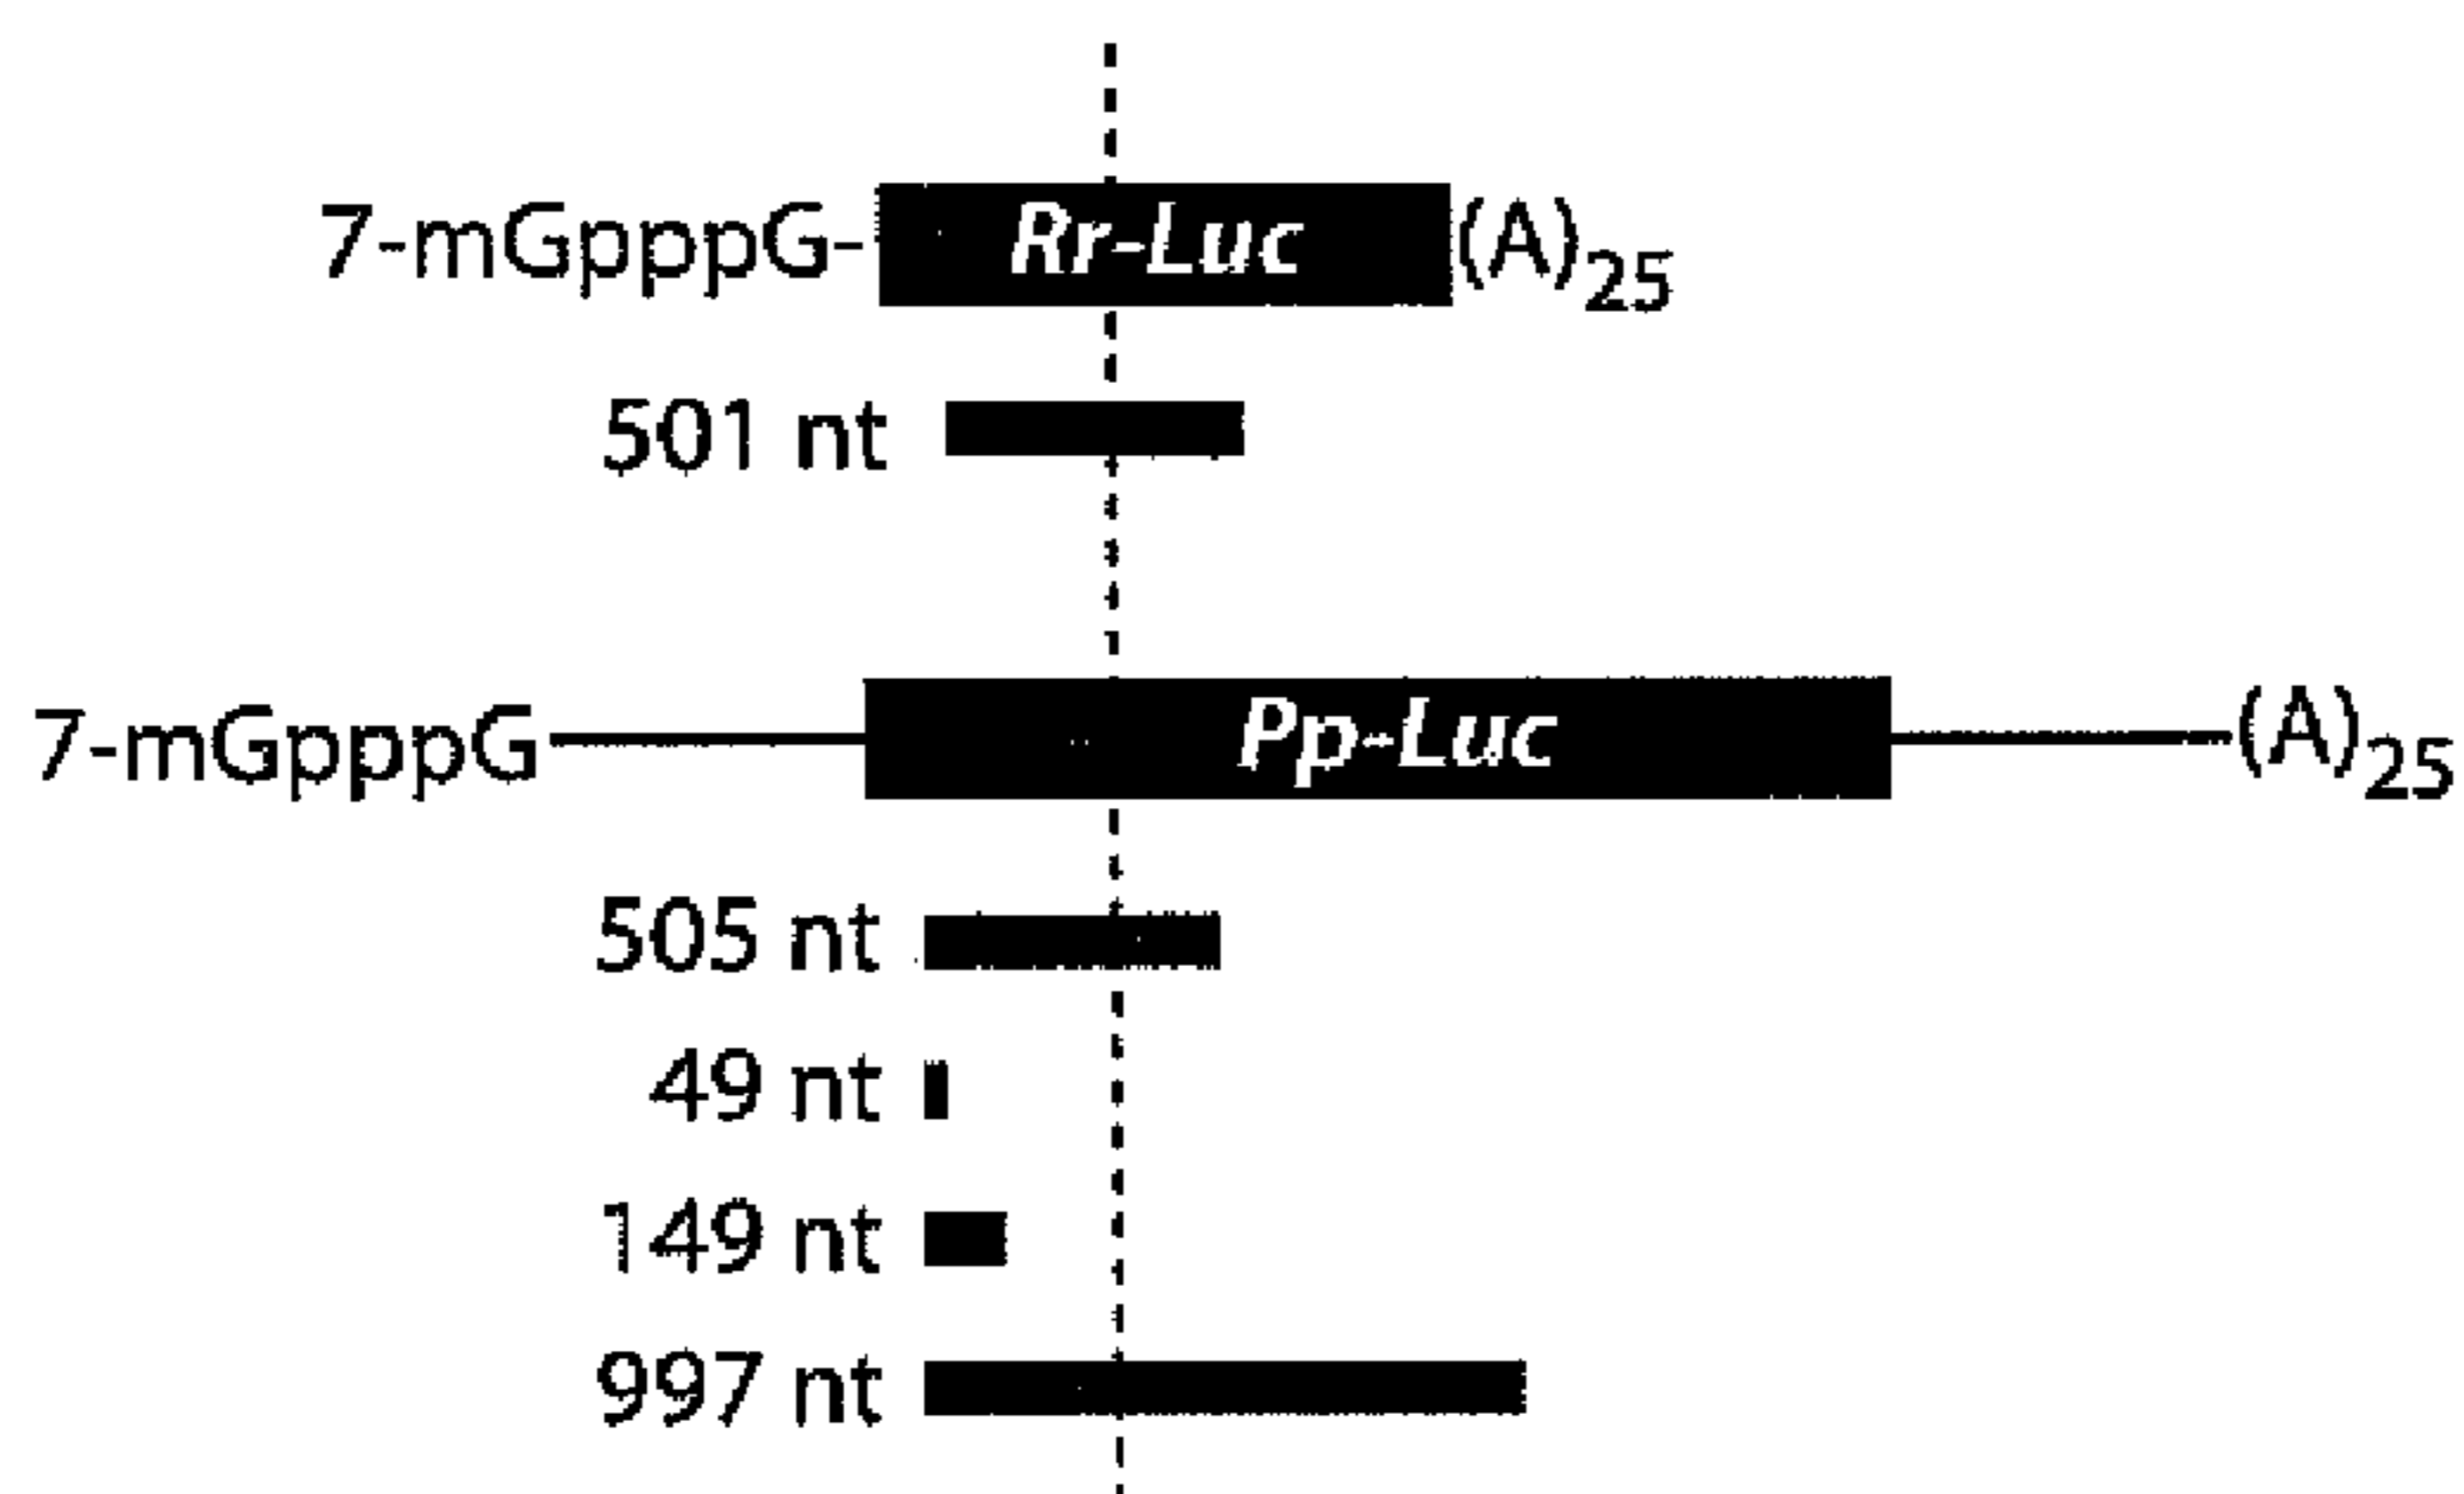 7-mGpppG- Rr-Luc (A)25
501 nt
7-mGpppG Pp-Luc (A)25
505 nt
49 nt
149 nt
997 nt